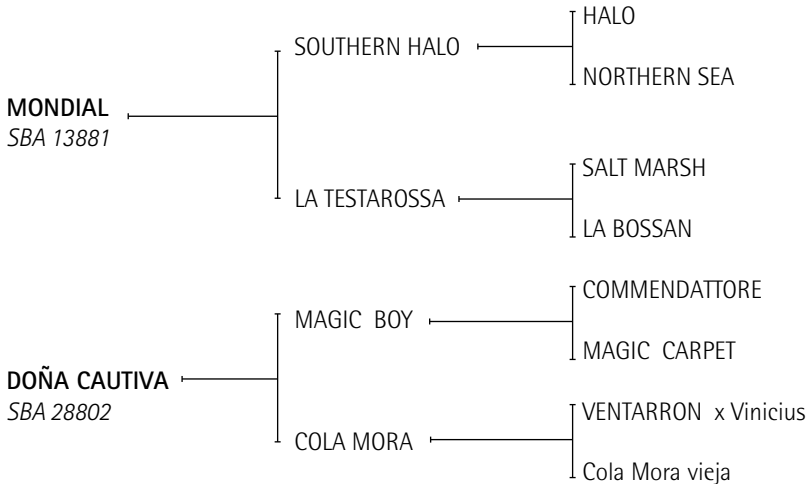 HALO
SOUTHERN HALO
NORTHERN SEA
MONDIAL
SBA 13881
SALT MARSH
LA TESTAROSSA
LA BOSSAN
COMMENDATTORE
MAGIC BOY
MAGIC CARPET
DOÑA CAUTIVA
SBA 28802
VENTARRON x Vinicius
COLA MORA
Cola Mora vieja